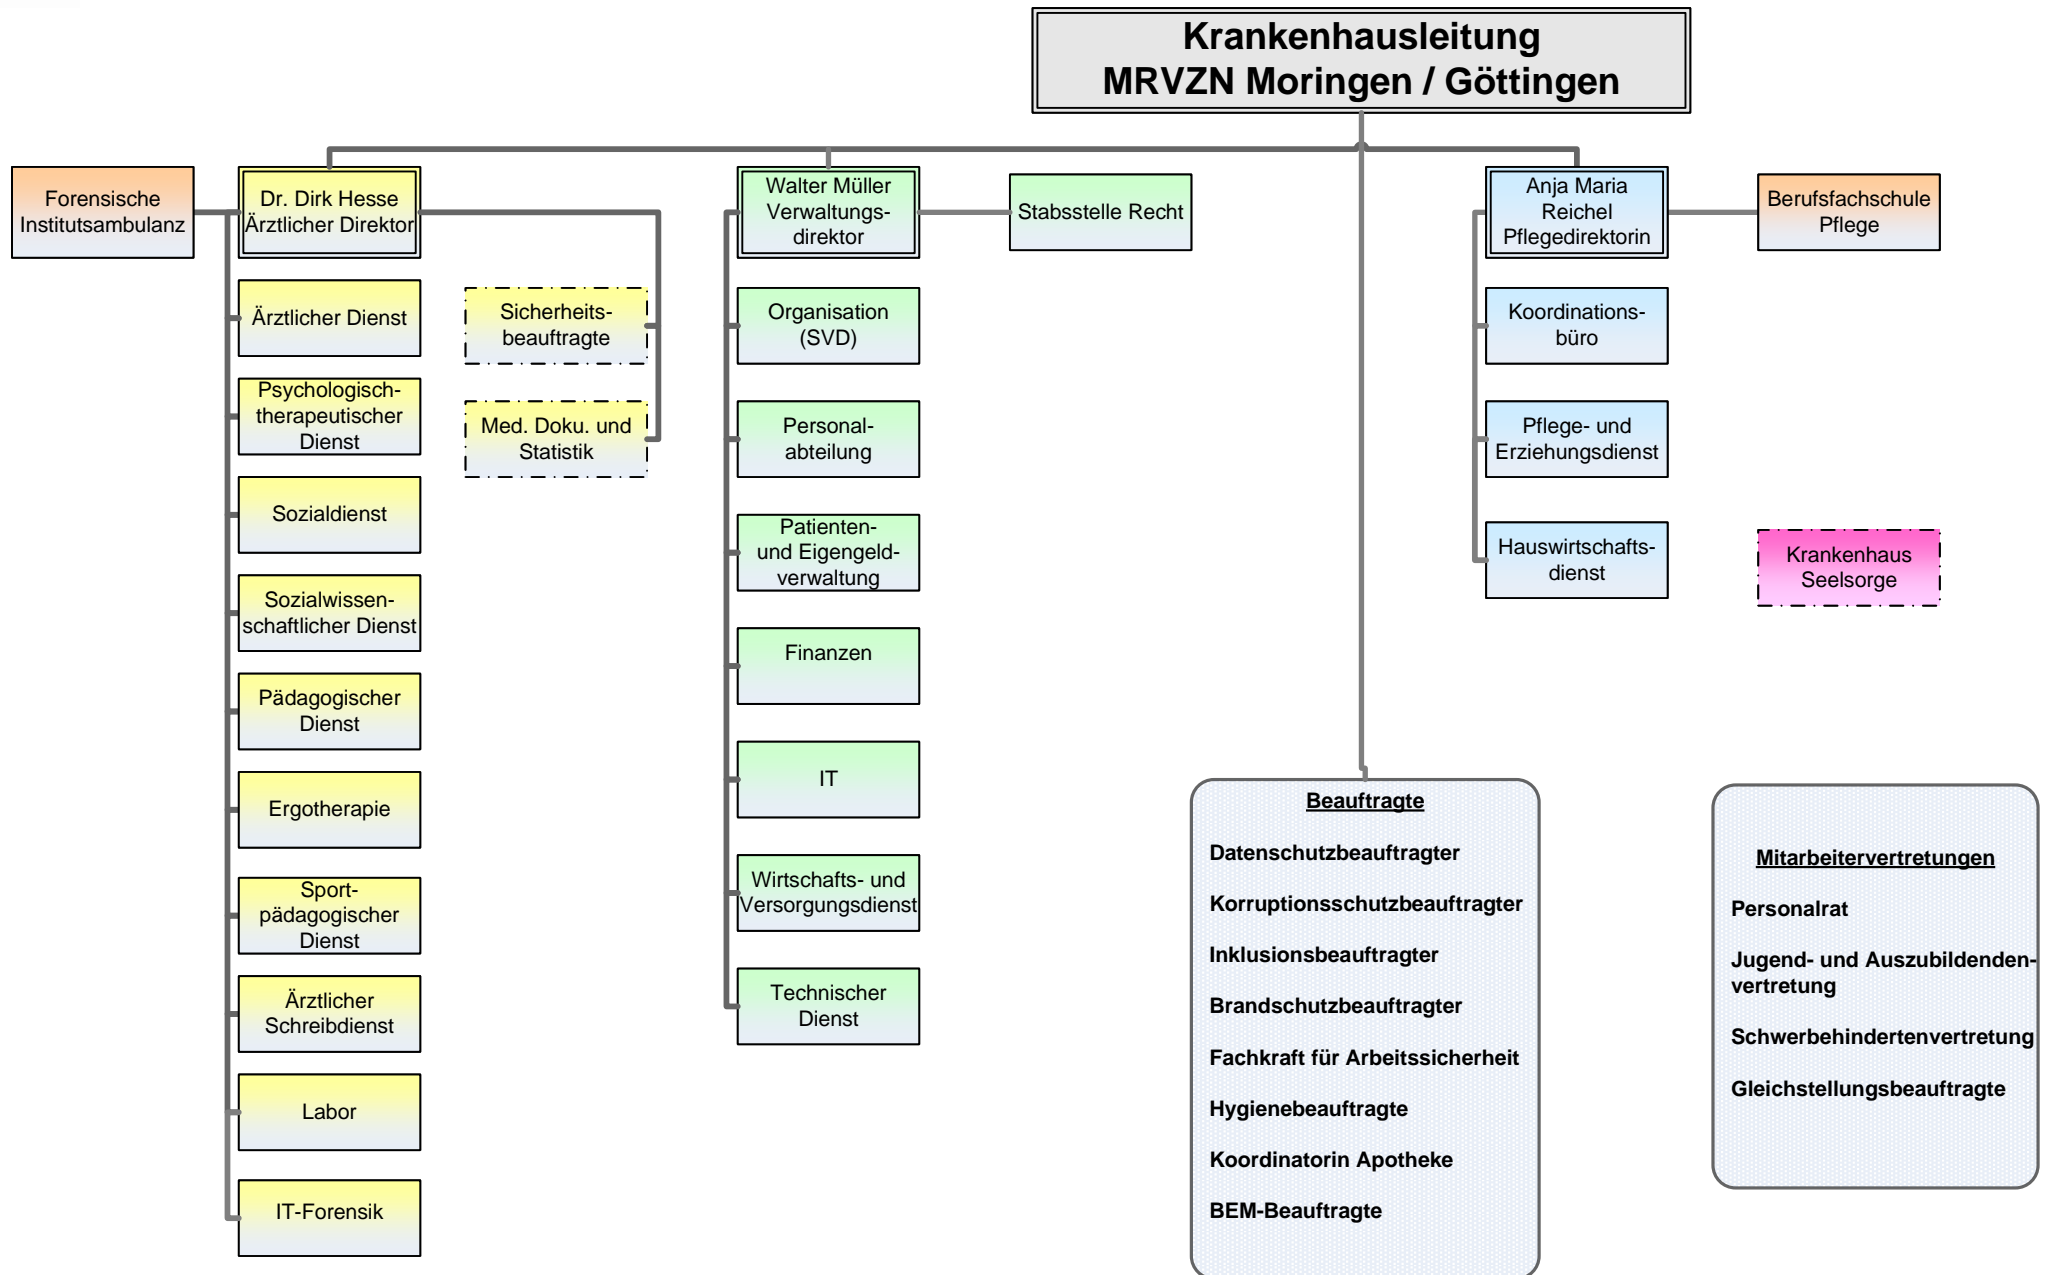 Krankenhausleitung
MRVZN Moringen / Göttingen
Forensische
Institutsambulanz
Dr. Dirk Hesse
Ärztlicher Direktor
Walter Müller
Verwaltungs-
direktor
Stabsstelle Recht
Anja Maria
Reichel
Pflegedirektorin
Berufsfachschule
Pflege
Ärztlicher Dienst
Psychologisch-
therapeutischer
Dienst
Sozialdienst
Sozialwissen-
schaftlicher Dienst
Pädagogischer
Dienst
Ergotherapie
Sport-
pädagogischer
Dienst
Ärztlicher
Schreibdienst
Labor
IT-Forensik
Sicherheits-
beauftragte
Med. Doku. und
Statistik
Organisation
(SVD)
Personal-
abteilung
Patienten-
und Eigengeld-
verwaltung
Finanzen
IT
Wirtschafts- und
Versorgungsdienst
Technischer
Dienst
Koordinations-
büro
Pflege- und
Erziehungsdienst
Hauswirtschafts-
dienst
Krankenhaus
Seelsorge
Beauftragte
Datenschutzbeauftragter
Korruptionsschutzbeauftragter
Inklusionsbeauftragter
Brandschutzbeauftragter
Fachkraft für Arbeitssicherheit
Hygienebeauftragte
Koordinatorin Apotheke
BEM-Beauftragte
Mitarbeitervertretungen
Personalrat
Jugend- und Auszubildenden-
vertretung
Schwerbehindertenvertretung
Gleichstellungsbeauftragte